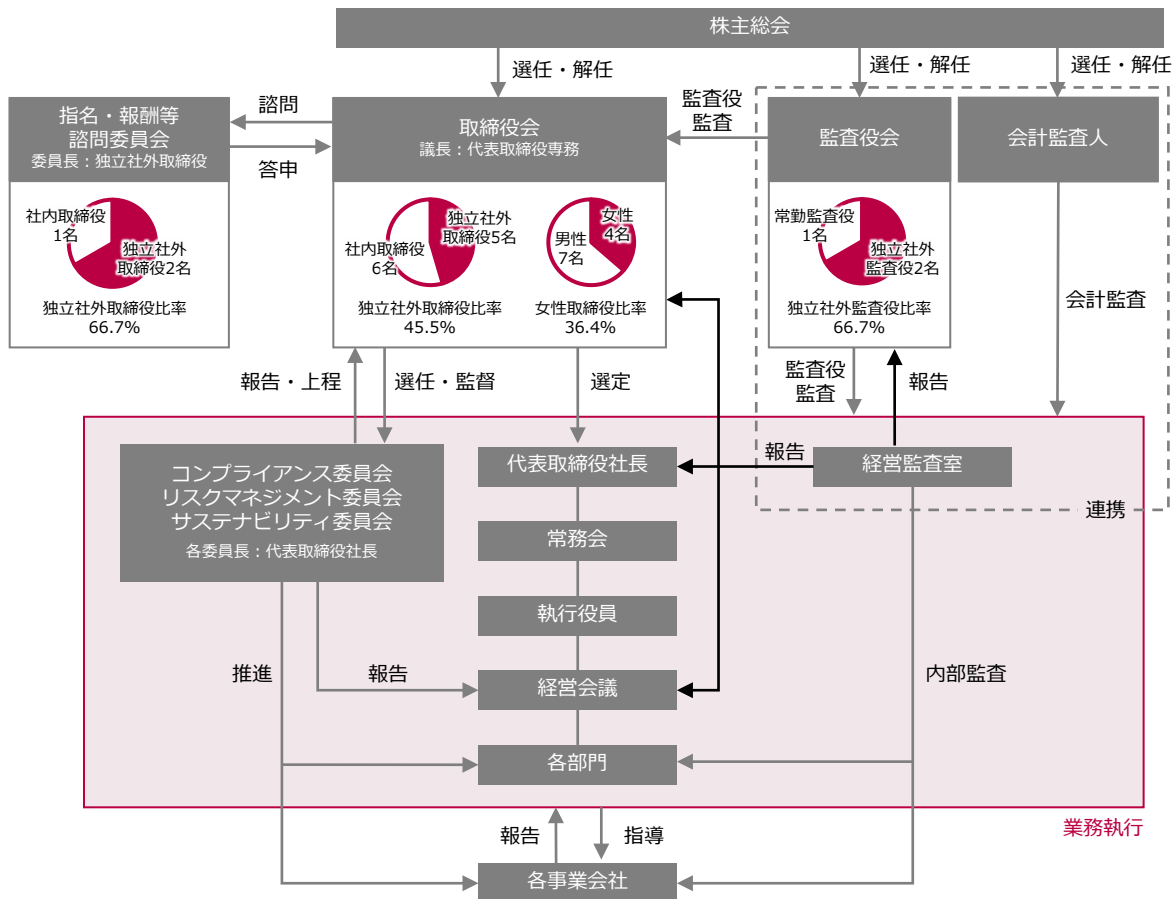 株主総会
選任・解任
選任・解任
選任・解任
指名・報酬等
諮問委員会
委員長：独立社外取締役
諮問
答申
取締役会
議長：代表取締役専務
監査役
監査
監査役会
会計監査人
社内取締役
1名
独立社外
取締役2名
独立社外取締役比率
66.7%
社内取締役
6名
独立社外
取締役5名
独立社外取締役比率
45.5%
男性
7名
女性
4名
女性取締役比率
36.4%
常勤監査役
1名
独立社外
監査役2名
独立社外監査役比率
66.7%
会計監査
報告・上程
選任・監督
選定
監査役
監査
報告
コンプライアンス委員会
リスクマネジメント委員会
サステナビリティ委員会
各委員長：代表取締役社長
代表取締役社長
報告
経営監査室
連携
常務会
執行役員
推進
報告
経営会議
内部監査
各部門
業務執行
報告
指導
各事業会社